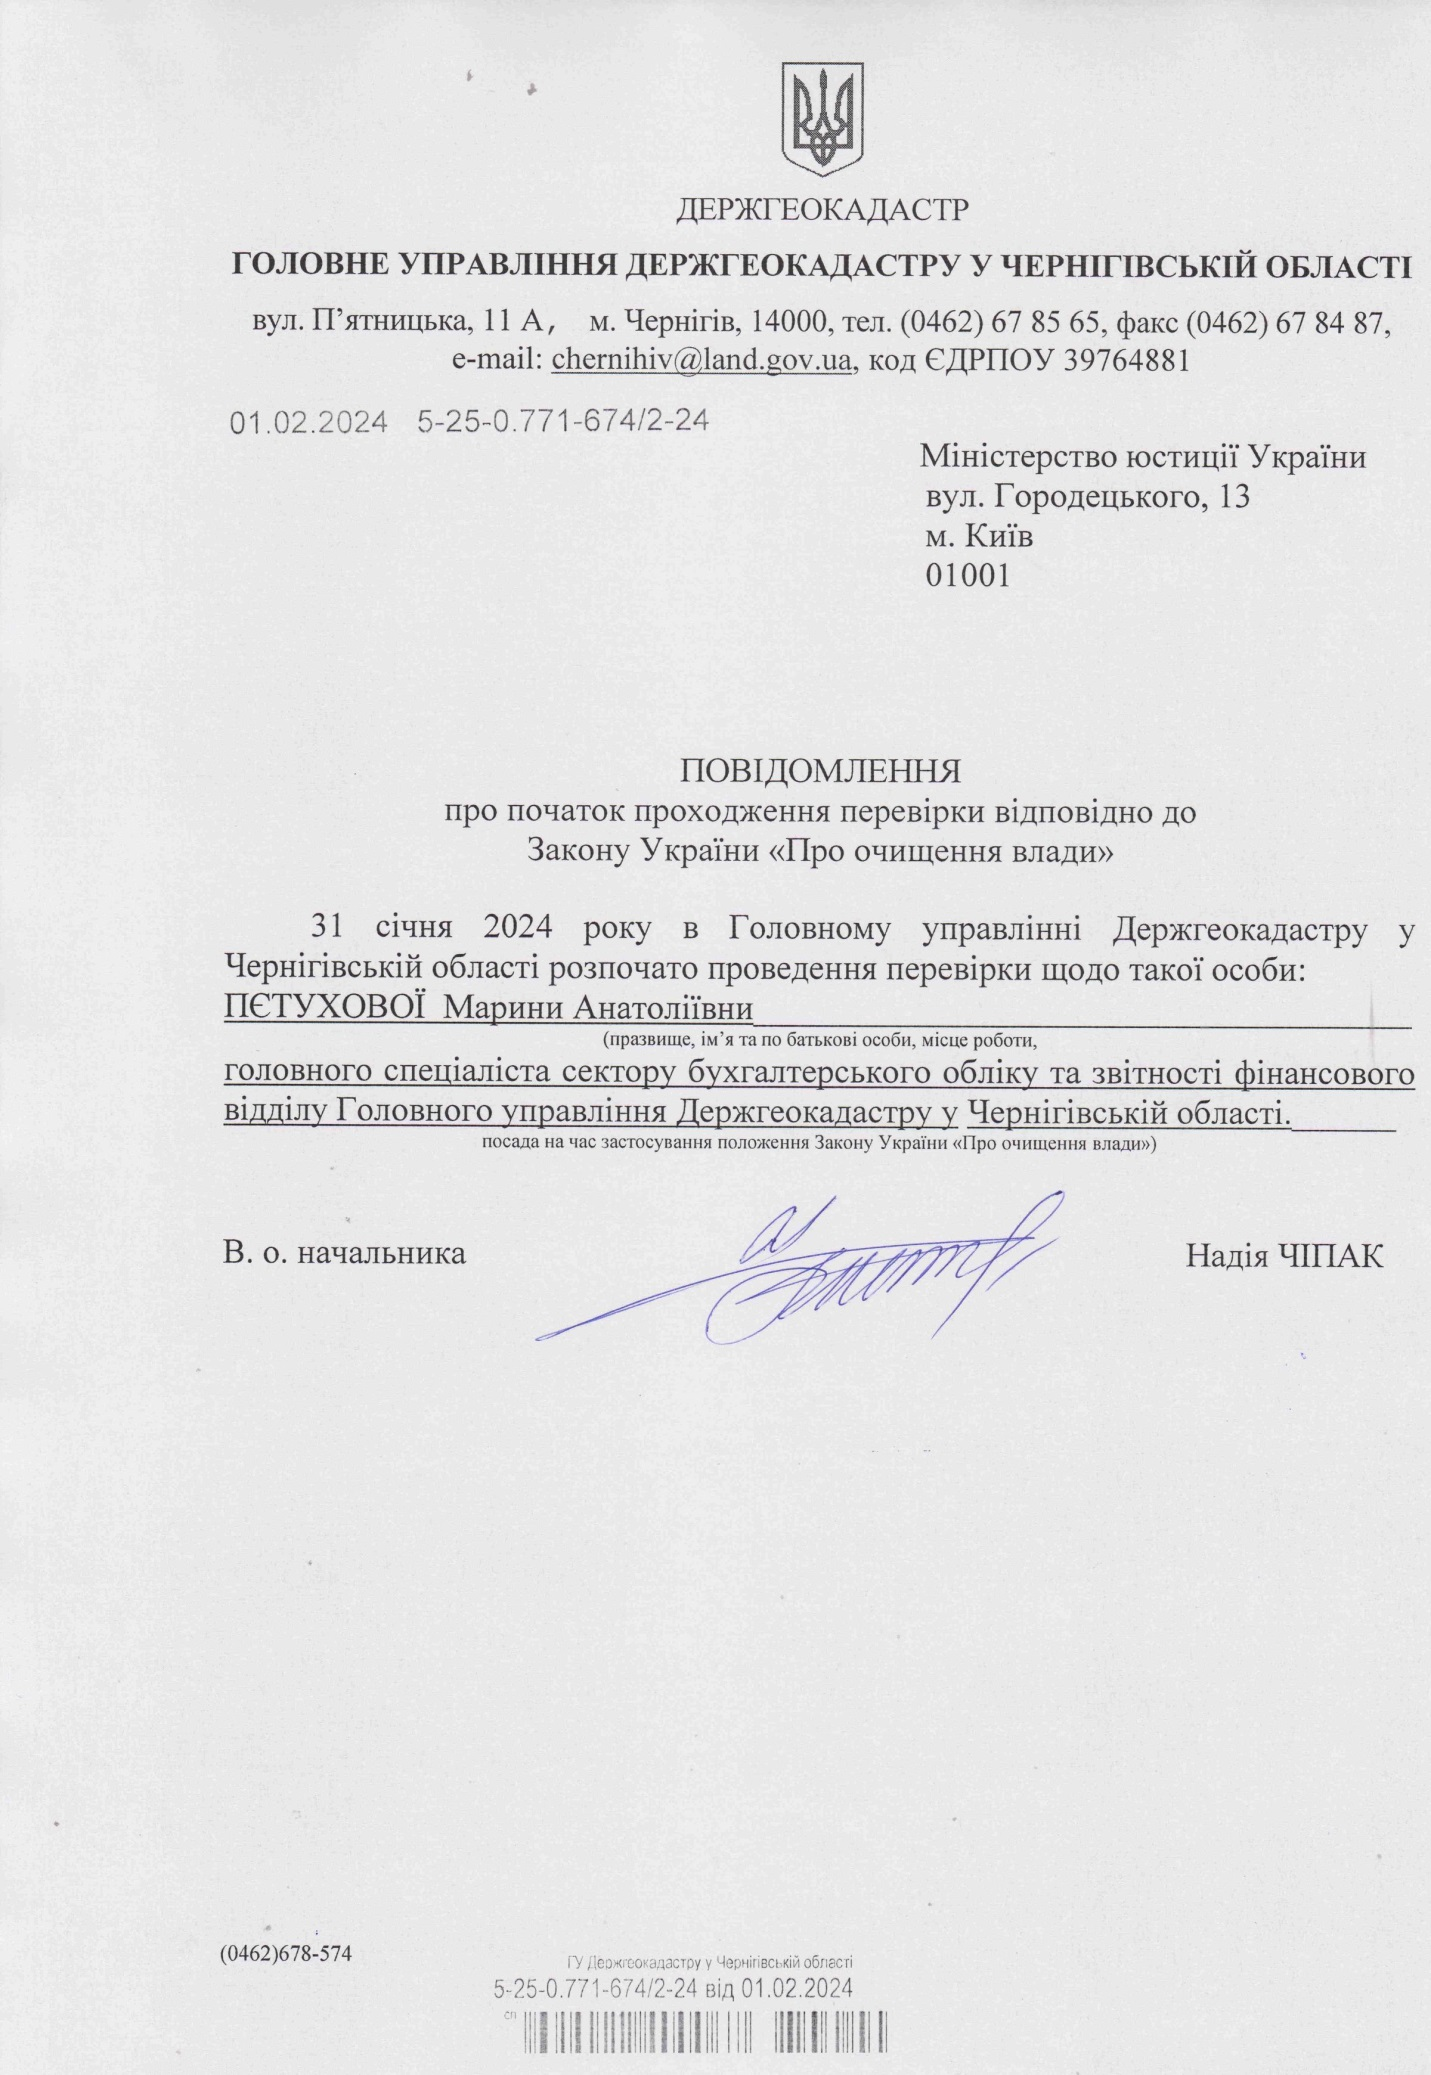 ДЕРЖГЕОКАДАСТР
ГОЛОВНЕ УПРАВЛІННЯ ДЕРЖГЕОКАДАСТРУ У ЧЕРНІГІВСЬКІЙ ОБЛАСТІ
вул. П’ятницька, 11 А, м. Чернігів, 14000, тел. (0462) 67 85 65, факс (0462) 67 84 87,
e-mail: chernihiv@land.gov.ua, код ЄДРПОУ 39764881
01.02.2024 5-25-0.771-674/2-24
Міністерство юстиції України
вул. Городецького, 13
м. Київ
01001
ПОВІДОМЛЕННЯ
про початок проходження перевірки відповідно до
Закону України «Про очищення влади»
31 січня 2024 року в Головному управлінні Держгеокадастру у
Чернігівській області розпочато проведення перевірки щодо такої особи:
ПЄТУХОВОЇ Марини Анатоліївни
(празвище, ім’я та по батькові особи, місце роботи,
головного спеціаліста сектору бухгалтерського обліку та звітності фінансового
відділу Головного управління Держгеокадастру у Чернігівській області.
посада на час застосування положення Закону України «Про очищення влади»)
В. о. начальника Надія ЧІПАК
(0462)678-574
ГУ Держгеокадастру у Чернігівській області
5-25-0.771-674/2-24 від 01.02.2024
СП